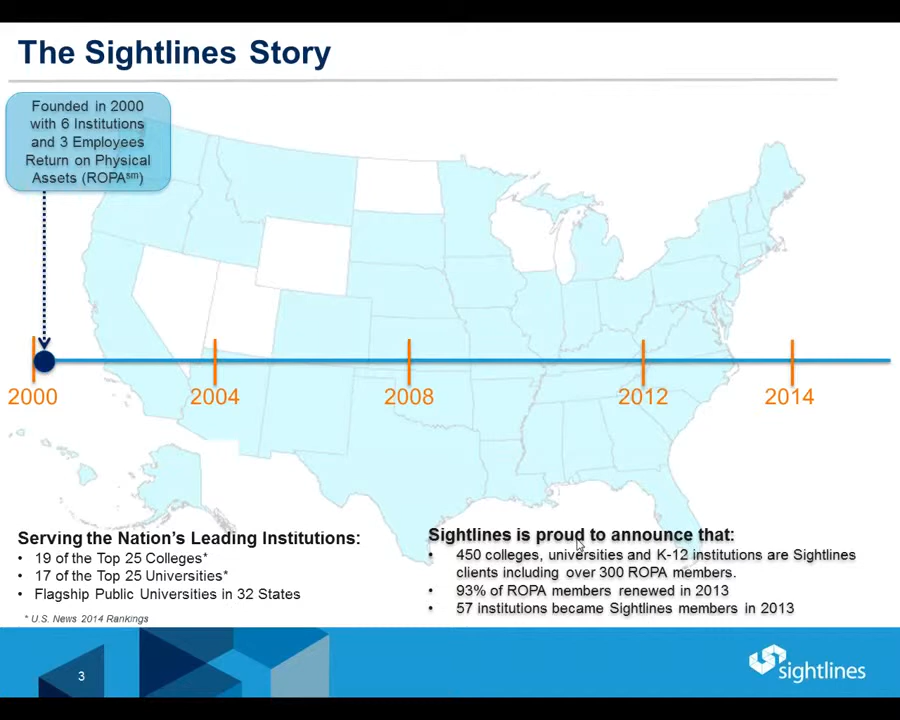 The Sightlines Story
Founded in 2000
with 6 Institutions
and 3 Employees
Return on Physical
Assets (ROPA℠)
2000
2004
2008
2012
2014
Serving the Nation’s Leading Institutions:
• 19 of the Top 25 Colleges*
• 17 of the Top 25 Universities*
• Flagship Public Universities in 32 States
* U.S. News 2014 Rankings
Sightlines is proud to announce that:
• 450 colleges, universities and K-12 institutions are Sightlines
clients including over 300 ROPA members.
• 93% of ROPA members renewed in 2013
• 57 institutions became Sightlines members in 2013
3
sightlines